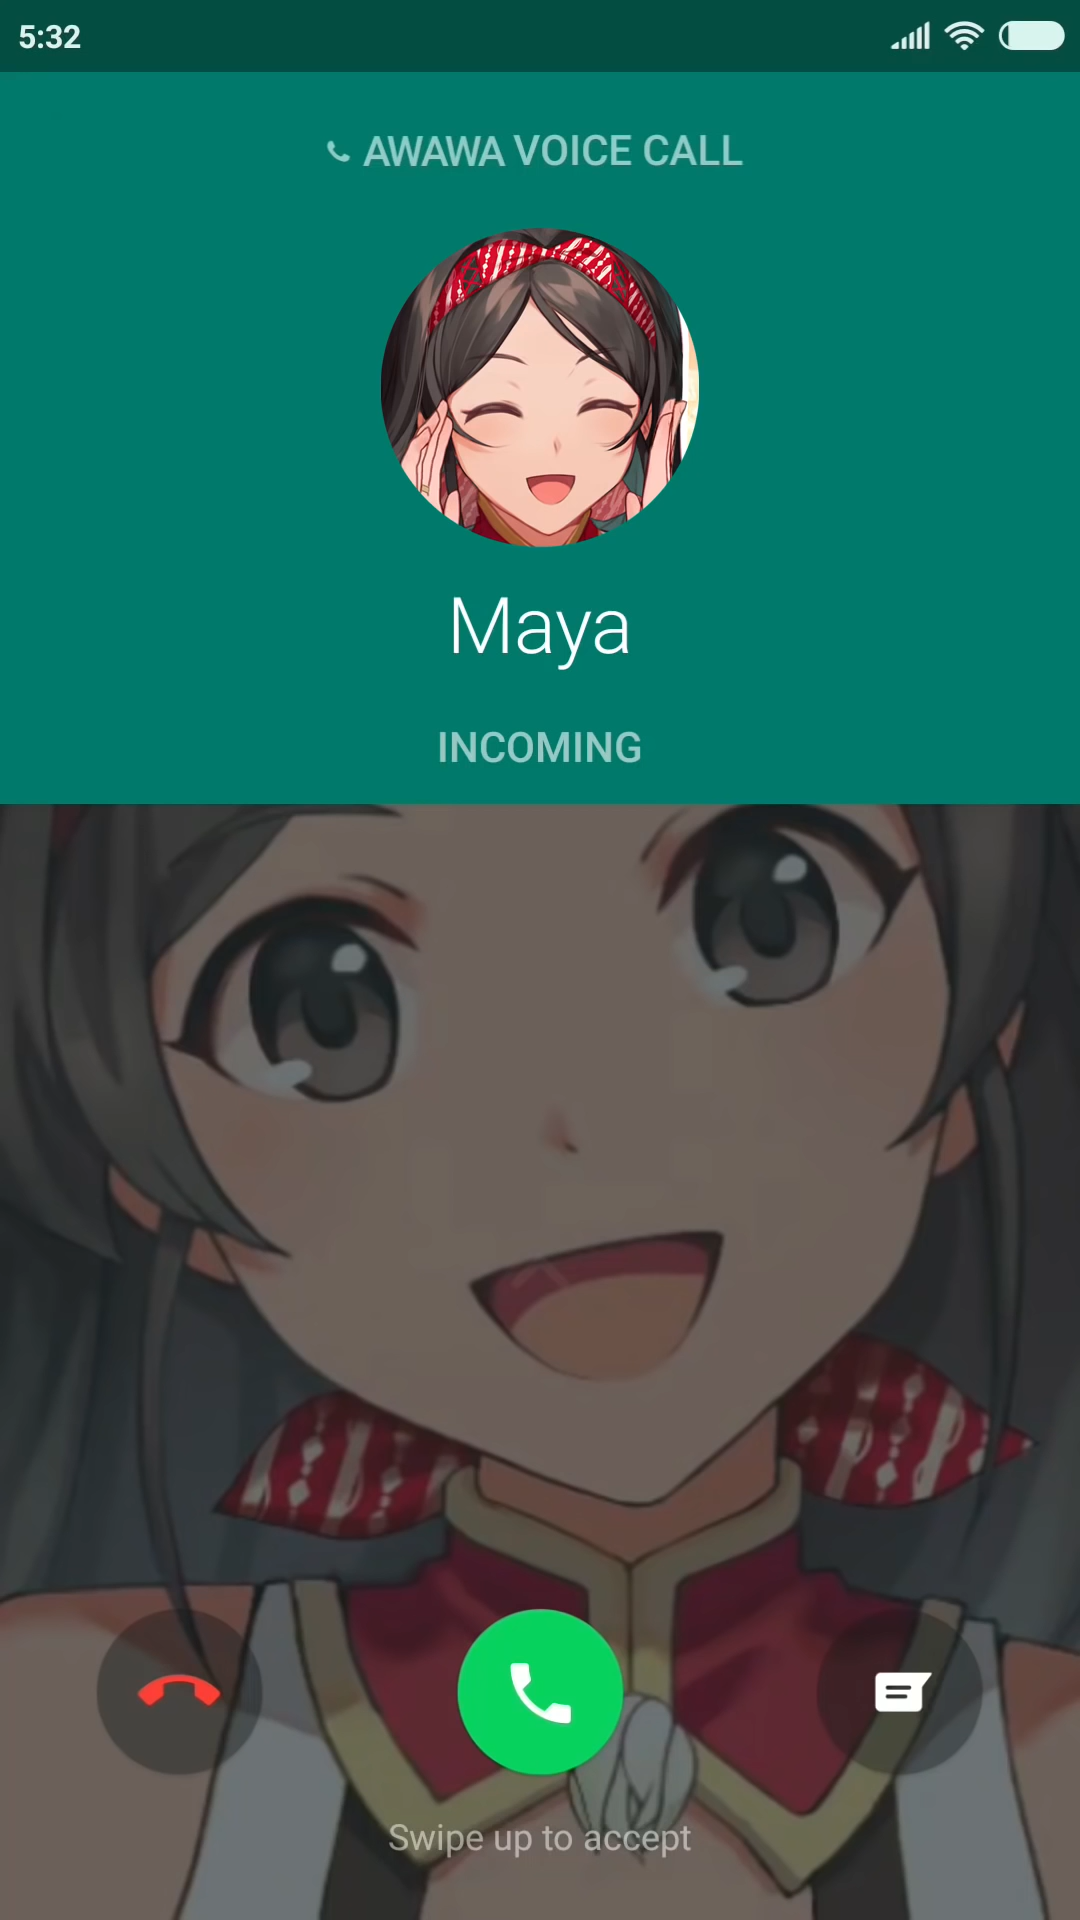 5:32
AWAWA VOICE CALL
Maya
INCOMING
Swipe up to accept